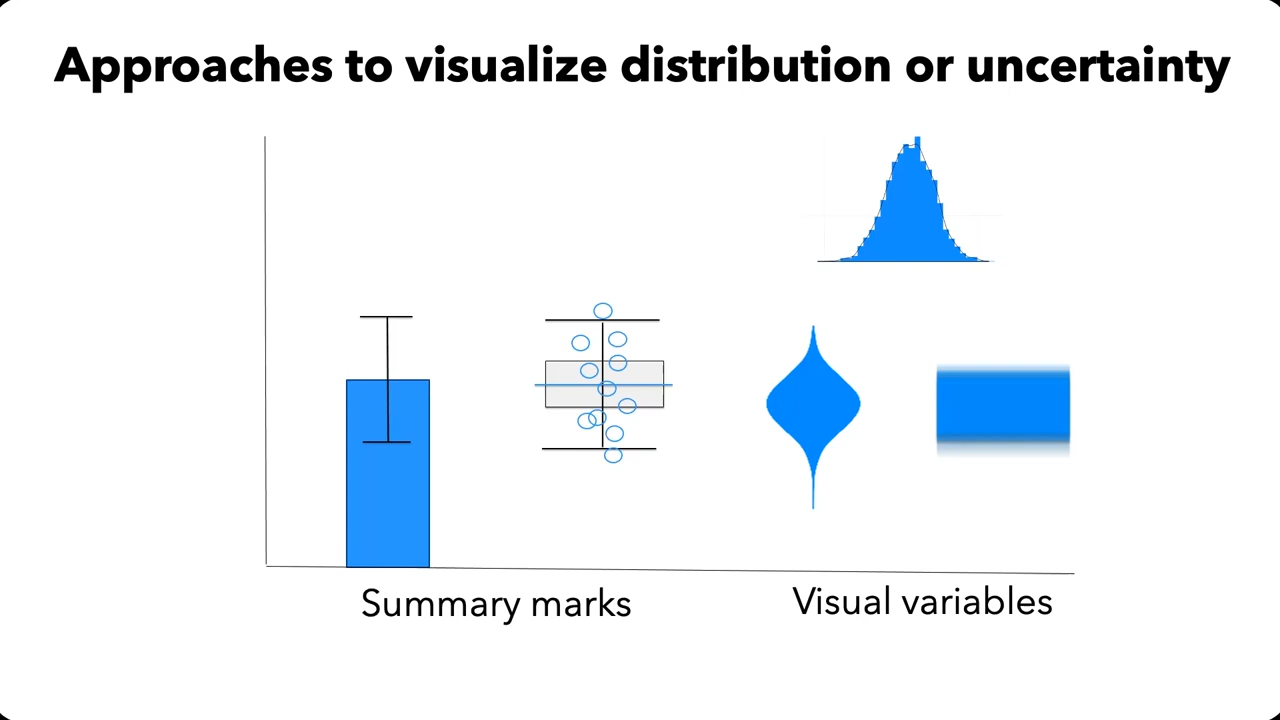 Approaches to visualize distribution or uncertainty
Summary marks
Visual variables